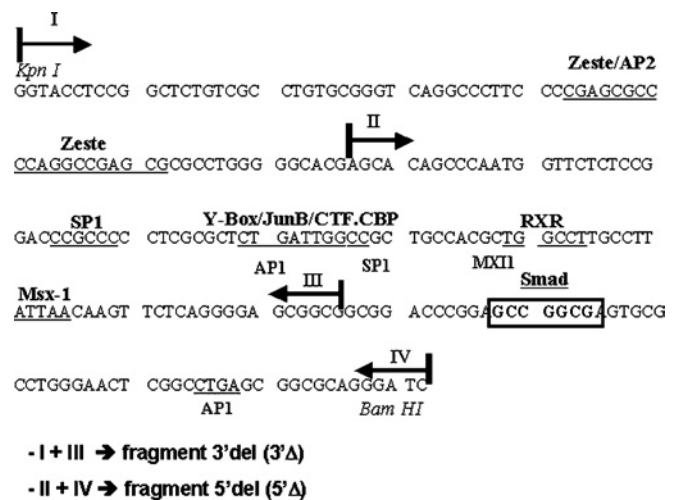 I
Kpn I
Zeste/AP2
GGTACCTCCG GCTCTGTCGC CTGTGCGGGT CAGGCCCTTC CCCGAGCGCC
Zeste II
CCAGGCCGAG CGCGCCTGGG GGCACGAGCA CAGCCCAATG GTTCTCTCCG
SP1 Y-Box/JunB/CTF.CBP RXR
GACCCGCCCC CTCGCGCTCT GATTGGCCGC TGCCACGCTG GCCTTGCCTT
AP1 SP1 MXI1
Msx-1 III Smad
ATTAACAAGT TCTCAGGGGA GCGGCGGCGG ACCCGGAGCC GGCGAGTGCG
IV
CCTGGGAACT CGGCCTGAGC GGCGCAGGGA TC
AP1 Bam HI
- I + III ➔ fragment 3'del (3'Δ)
- II + IV ➔ fragment 5'del (5'Δ)